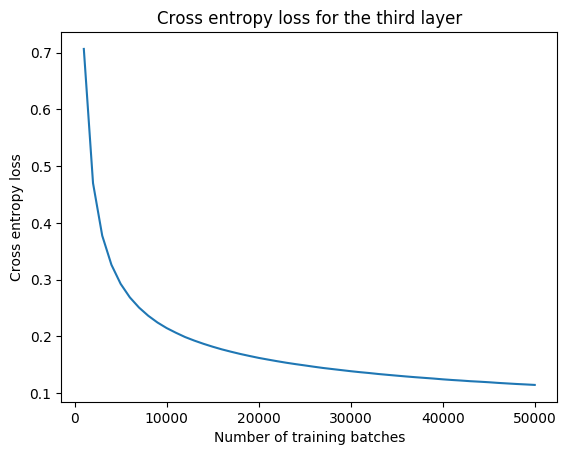 Cross entropy loss for the third layer
0.7
0.6
0.5
0.4
0.3
0.2
0.1
Cross entropy loss
0 10000 20000 30000 40000 50000
Number of training batches